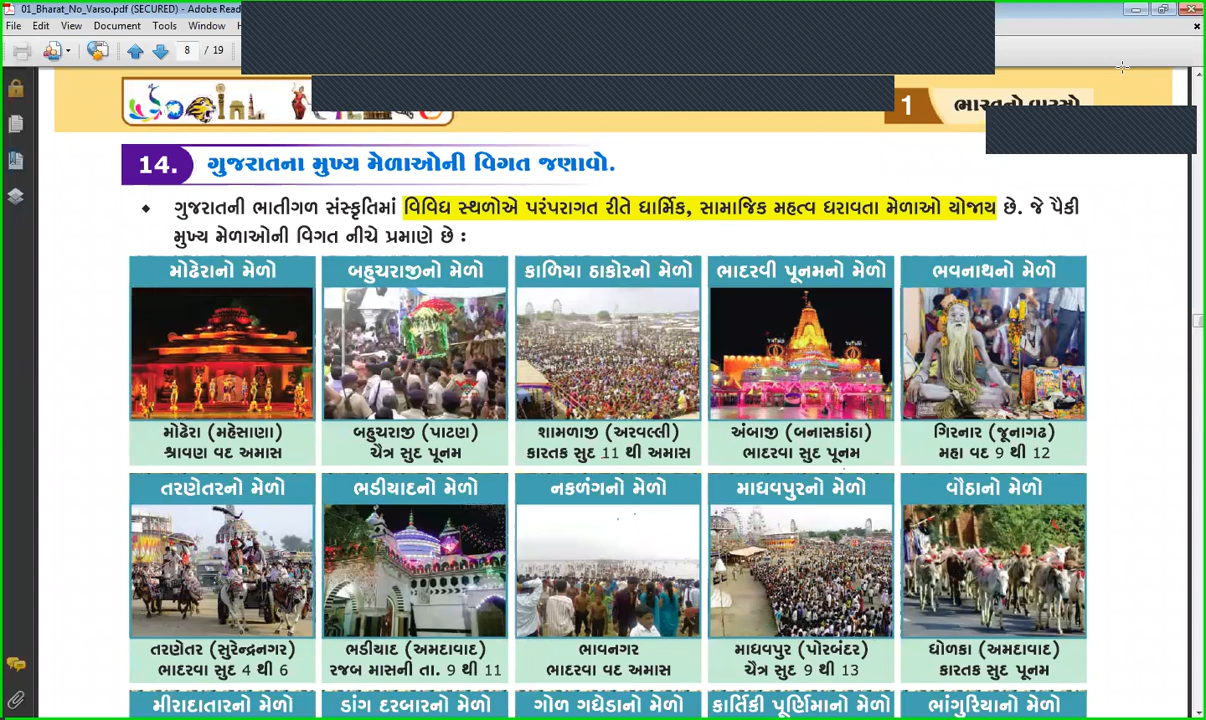 01_Bharat_No_Varso.pdf (SECURED) - Adobe Read
File Edit View Document Tools Window
8 / 19
1 ભારતનો વારસો
14. ગુજરાતના મુખ્ય મેળાઓની વિગત જણાવો.
ગુજરાતની ભાતીગળ સંસ્કૃતિમાં વિવિધ સ્થળોએ પરંપરાગત રીતે ધાર્મિક, સામાજિક મહત્વ ધરાવતા મેળાઓ યોજાય છે. જે પૈકી
મુખ્ય મેળાઓની વિગત નીચે પ્રમાણે છે :
મોઢેરાનો મેળો બહુચરાજીનો મેળો કાળિયા ઠાકોરનો મેળો ભાદરવી પૂનમનો મેળો ભવનાથનો મેળો
મોઢેરા (મહેસાણા) બહુચરાજી (પાટણ) શામળાજી (અરવલ્લી) અંબાજી (બનાસકાંઠા) ગિરનાર (જૂનાગઢ)
શ્રાવણ વદ અમાસ ચૈત્ર સુદ પૂનમ કારતક સુદ 11 થી અમાસ ભાદરવા સુદ પૂનમ મહા વદ 9 થી 12
તરણેતરનો મેળો ભડીયાદનો મેળો નકળંગનો મેળો માધવપુરનો મેળો વૌઠાનો મેળો
તરણેતર (સુરેન્દ્રનગર) ભડીયાદ (અમદાવાદ) ભાવનગર માધવપુર (પોરબંદર) ધોળકા (અમદાવાદ)
ભાદરવા સુદ 4 થી 6 રજબ માસની તા. 9 થી 11 ભાદરવા વદ અમાસ ચૈત્ર સુદ 9 થી 13 કારતક સુદ પૂનમ
મીરાદાતારનો મેળો ડાંગ દરબારનો મેળો ગોળ ગધેડાનો મેળો કાર્તિકી પૂર્ણિમાનો મેળો ભાંગુરિયાનો મેળો